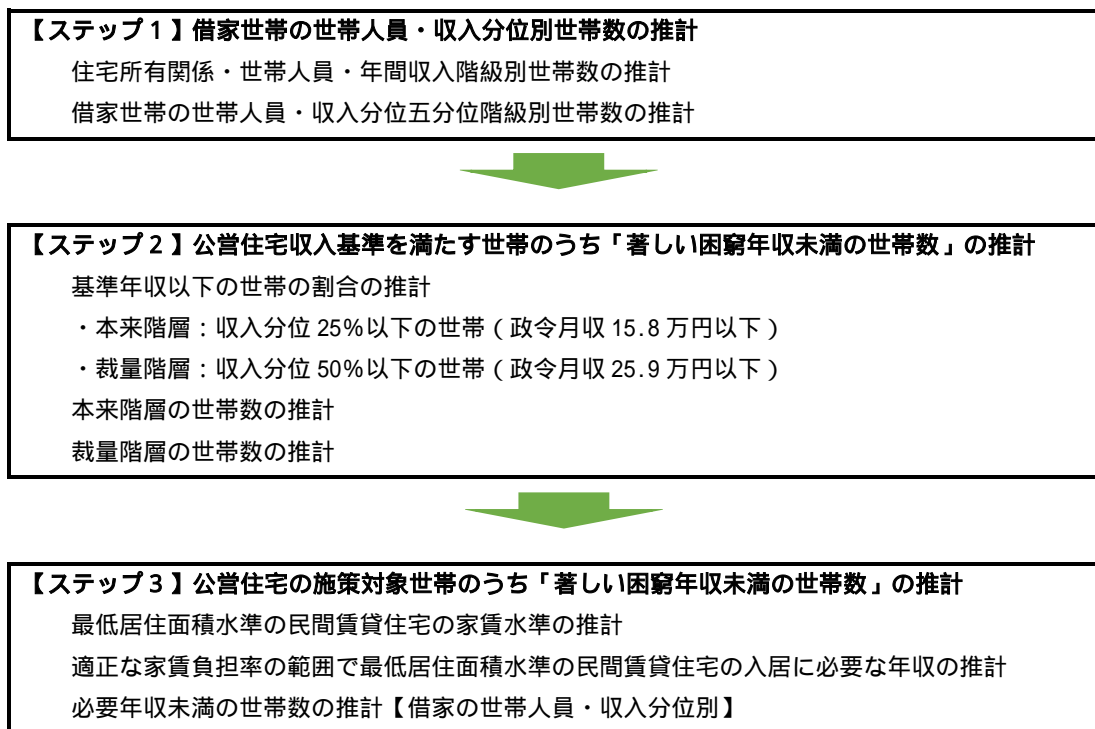 【ステップ1】借家世帯の世帯人員・収入分位別世帯数の推計
住宅所有関係・世帯人員・年間収入階級別世帯数の推計
借家世帯の世帯人員・収入分位五分位階級別世帯数の推計
【ステップ2】公営住宅収入基準を満たす世帯のうち「著しい困窮年収未満の世帯数」の推計
基準年収以下の世帯の割合の推計
・本来階層：収入分位 25％以下の世帯（政令月収 15.8 万円以下）
・裁量階層：収入分位 50％以下の世帯（政令月収 25.9 万円以下）
本来階層の世帯数の推計
裁量階層の世帯数の推計
【ステップ3】公営住宅の施策対象世帯のうち「著しい困窮年収未満の世帯数」の推計
最低居住面積水準の民間賃貸住宅の家賃水準の推計
適正な家賃負担率の範囲で最低居住面積水準の民間賃貸住宅の入居に必要な年収の推計
必要年収未満の世帯数の推計【借家の世帯人員・収入分位別】